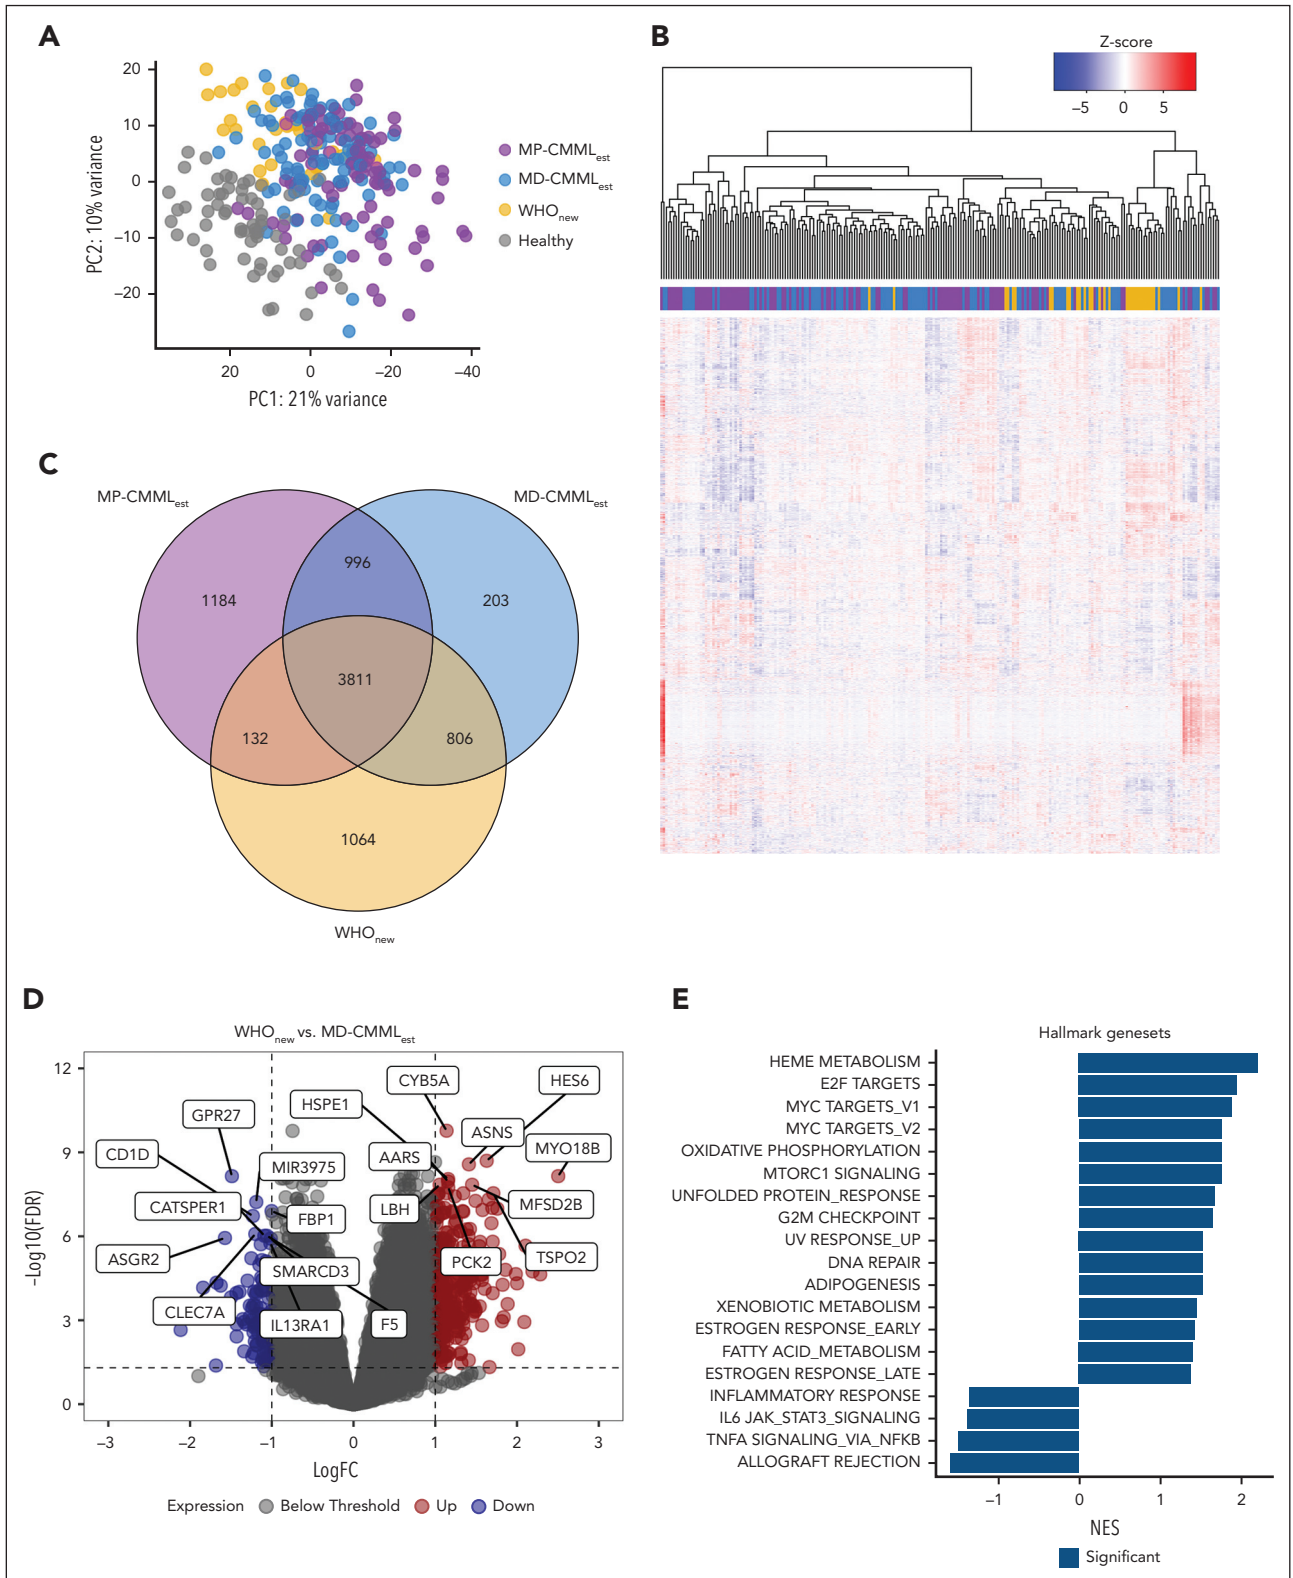 A
20
10
0
−10
−20
PC2: 10% variance
20
0
−20
−40
PC1: 21% variance
MP-CMMLest
MD-CMMLest
WHOnew
Healthy
B
Z-score
−5
0
5
C
MP-CMMLest
MD-CMMLest
996
1184
203
3811
132
806
1064
WHOnew
D
WHOnew vs. MD-CMMLest
12
9
6
3
0
−Log10(FDR)
CYB5A
HES6
HSPE1
GPR27
ASNS
MYO18B
CD1D
AARS
MIR3975
CATSPER1
LBH
MFSD2B
FBP1
ASGR2
SMARCD3
PCK2
TSPO2
CLEC7A
IL13RA1
F5
−3
−2
−1
0
1
2
3
LogFC
Expression
Below Threshold
Up
Down
E
Hallmark genesets
HEME METABOLISM
E2F TARGETS
MYC TARGETS_V1
MYC TARGETS_V2
OXIDATIVE PHOSPHORYLATION
MTORC1 SIGNALING
UNFOLDED PROTEIN_RESPONSE
G2M CHECKPOINT
UV RESPONSE_UP
DNA REPAIR
ADIPOGENESIS
XENOBIOTIC METABOLISM
ESTROGEN RESPONSE_EARLY
FATTY ACID_METABOLISM
ESTROGEN RESPONSE_LATE
INFLAMMATORY RESPONSE
IL6 JAK_STAT3_SIGNALING
TNFA SIGNALING_VIA_NFKB
ALLOGRAFT REJECTION
−1
0
1
2
NES
Significant